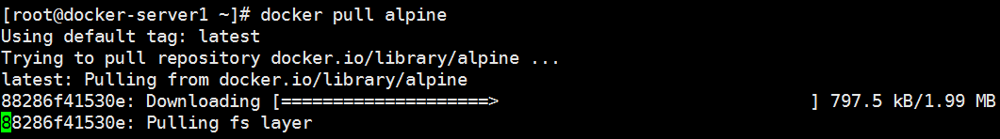 [root@docker-server1 ~]# docker pull alpine
Using default tag: latest
Trying to pull repository docker.io/library/alpine ...
latest: Pulling from docker.io/library/alpine
88286f41530e: Downloading [=====================>                              ] 797.5 kB/1.99 MB
88286f41530e: Pulling fs layer